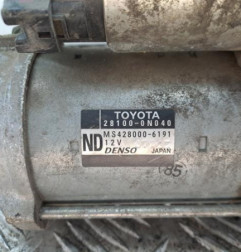 TOYOTA
28100-0N040
ND MS428000-6191
12V
DENSO JAPAN
85